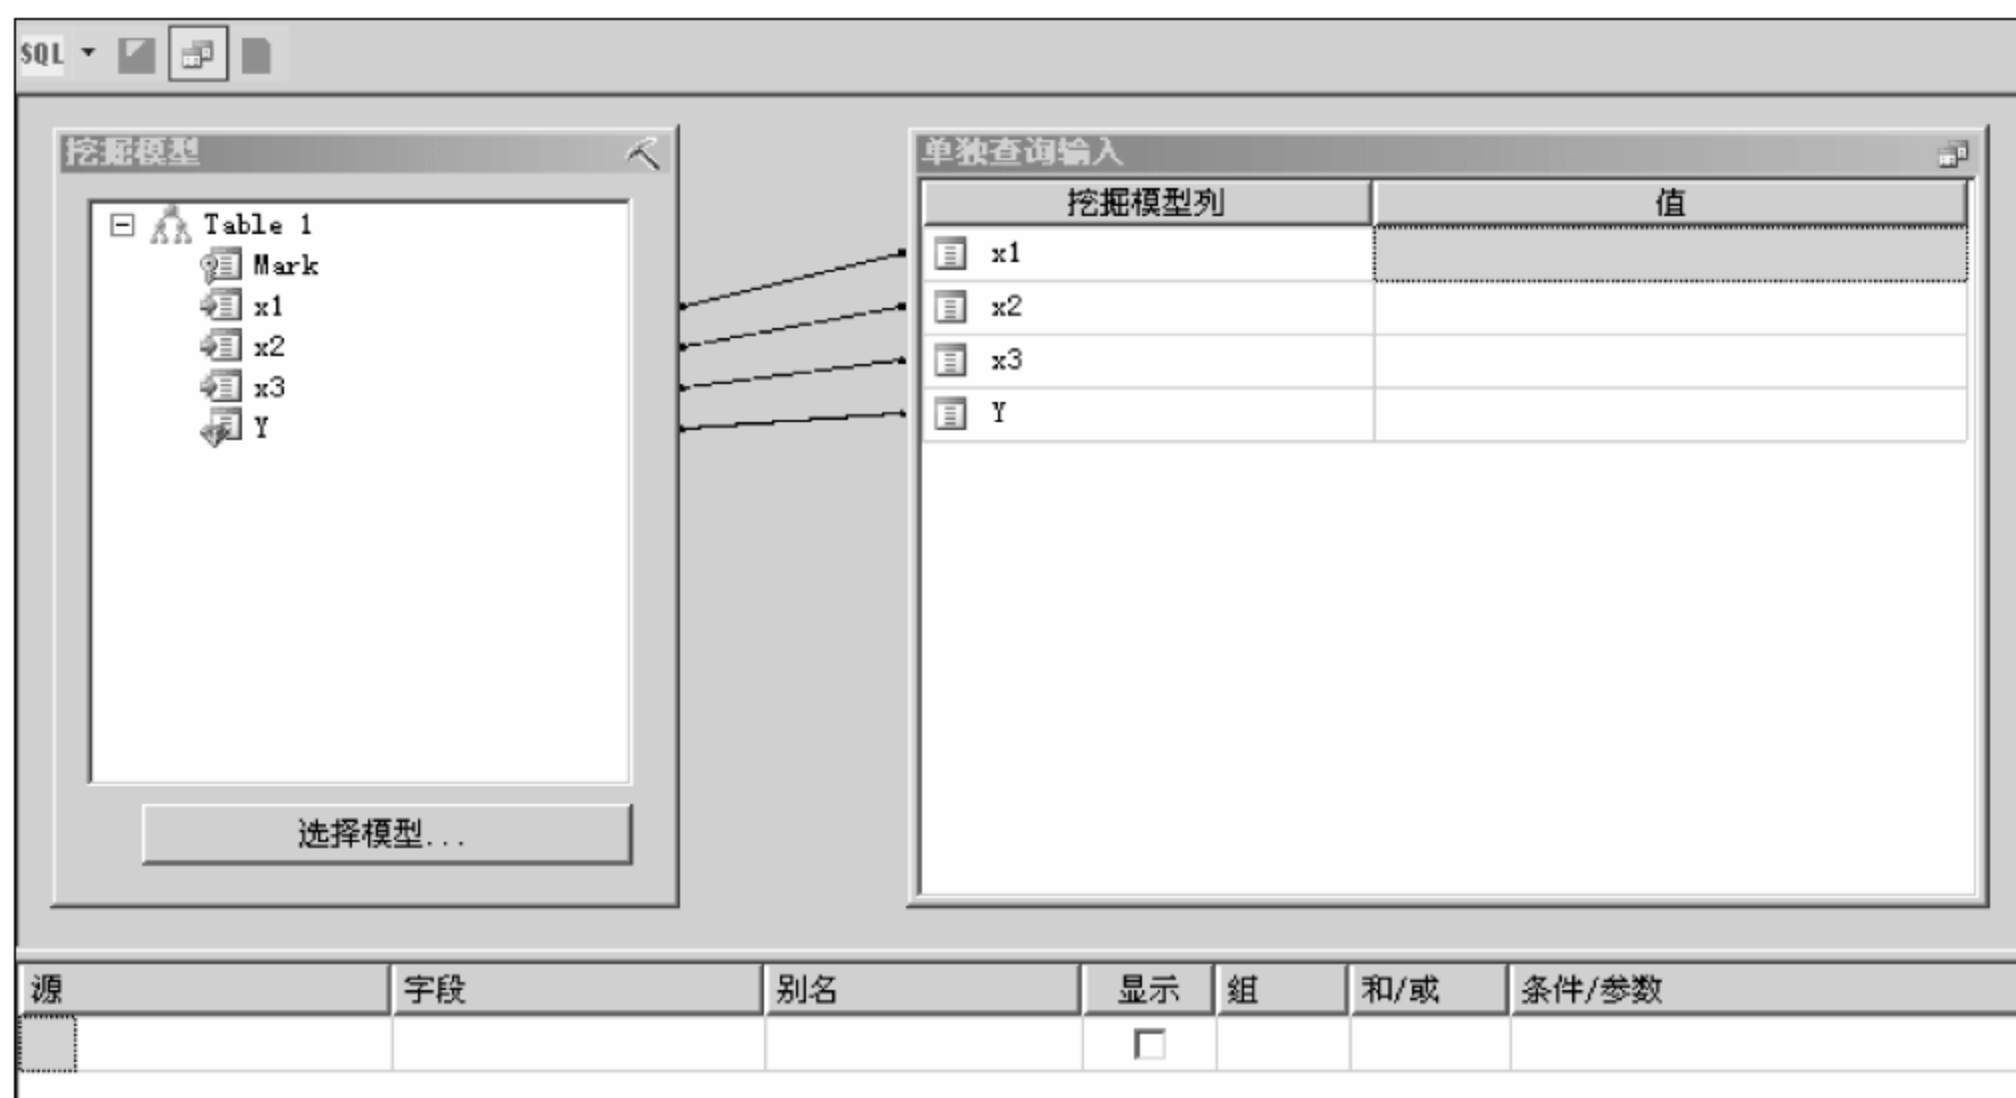 SQL
挖掘模型
Table 1
Mark
x1
x2
x3
Y
选择模型...
单独查询输入
挖掘模型列 值
x1
x2
x3
Y
源 字段 别名 显示 组 和/或 条件/参数